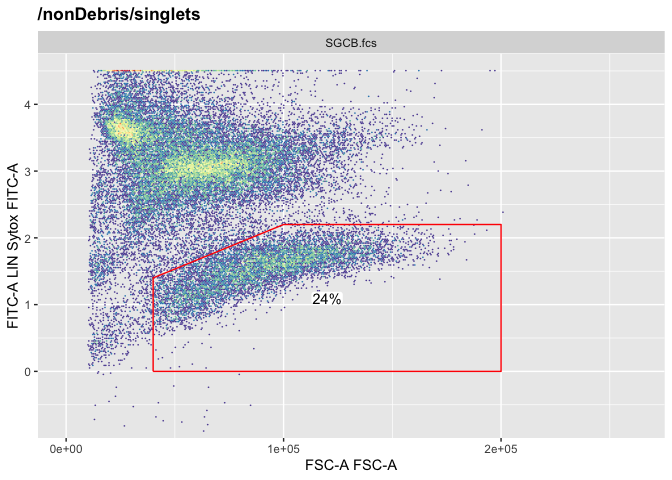 /nonDebris/singlets
SGCB.fcs
FITC-A LIN Sytox FITC-A
4
3
2
1
0
24%
0e+00
1e+05
2e+05
FSC-A FSC-A